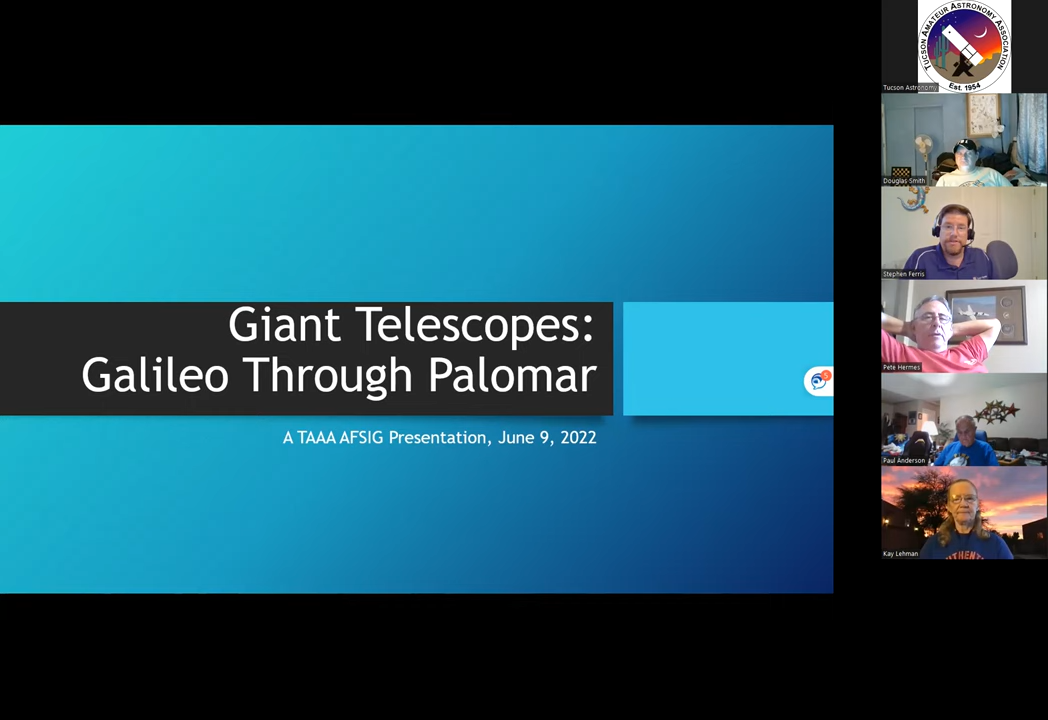 Giant Telescopes:
Galileo Through Palomar
A TAAA AFSIG Presentation, June 9, 2022
TUCSON AMATEUR ASTRONOMY ASSOCIATION
Est. 1954
Tucson Astronomy
Douglas Smith
Stephen Ferris
Pete Hermes
Paul Anderson
Kay Lehman